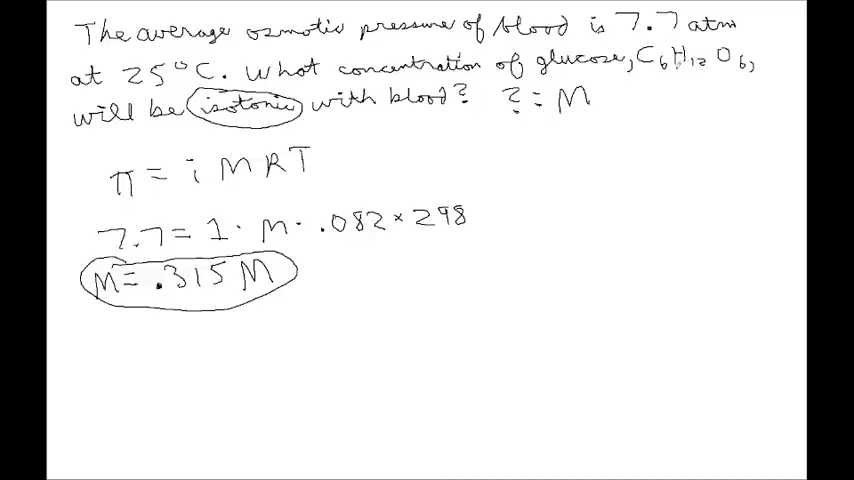 The average osmotic pressure of blood is 7.7 atm
at 25°C. What concentration of glucose, C₆H₁₂O₆,
will be isotonic with blood? ? = M
π = i M R T
7.7 = 1 · M · .082 × 298
M = .315 M